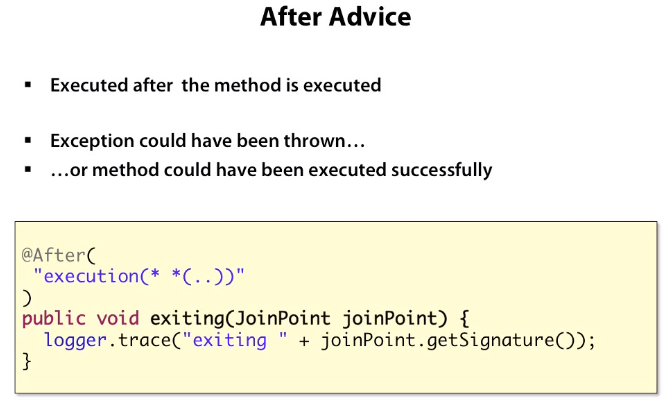 After Advice
▪ Executed after the method is executed
▪ Exception could have been thrown…
▪ …or method could have been executed successfully
@After(
"execution(* *(..))"
)
public void exiting(JoinPoint joinPoint) {
logger.trace("exiting " + joinPoint.getSignature());
}